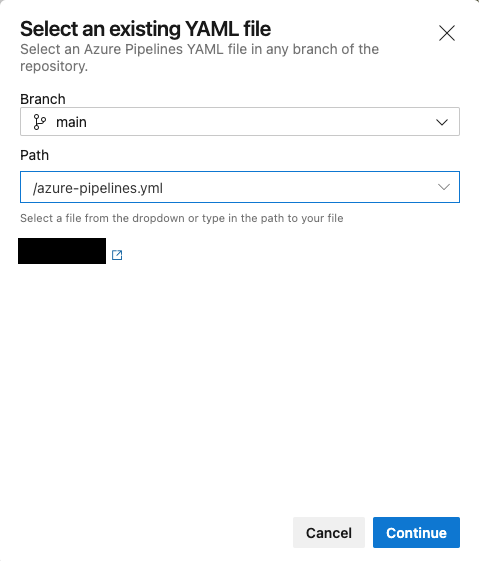 Select an existing YAML file
Select an Azure Pipelines YAML file in any branch of the
repository.
Branch
main
Path
/azure-pipelines.yml
Select a file from the dropdown or type in the path to your file
Cancel
Continue